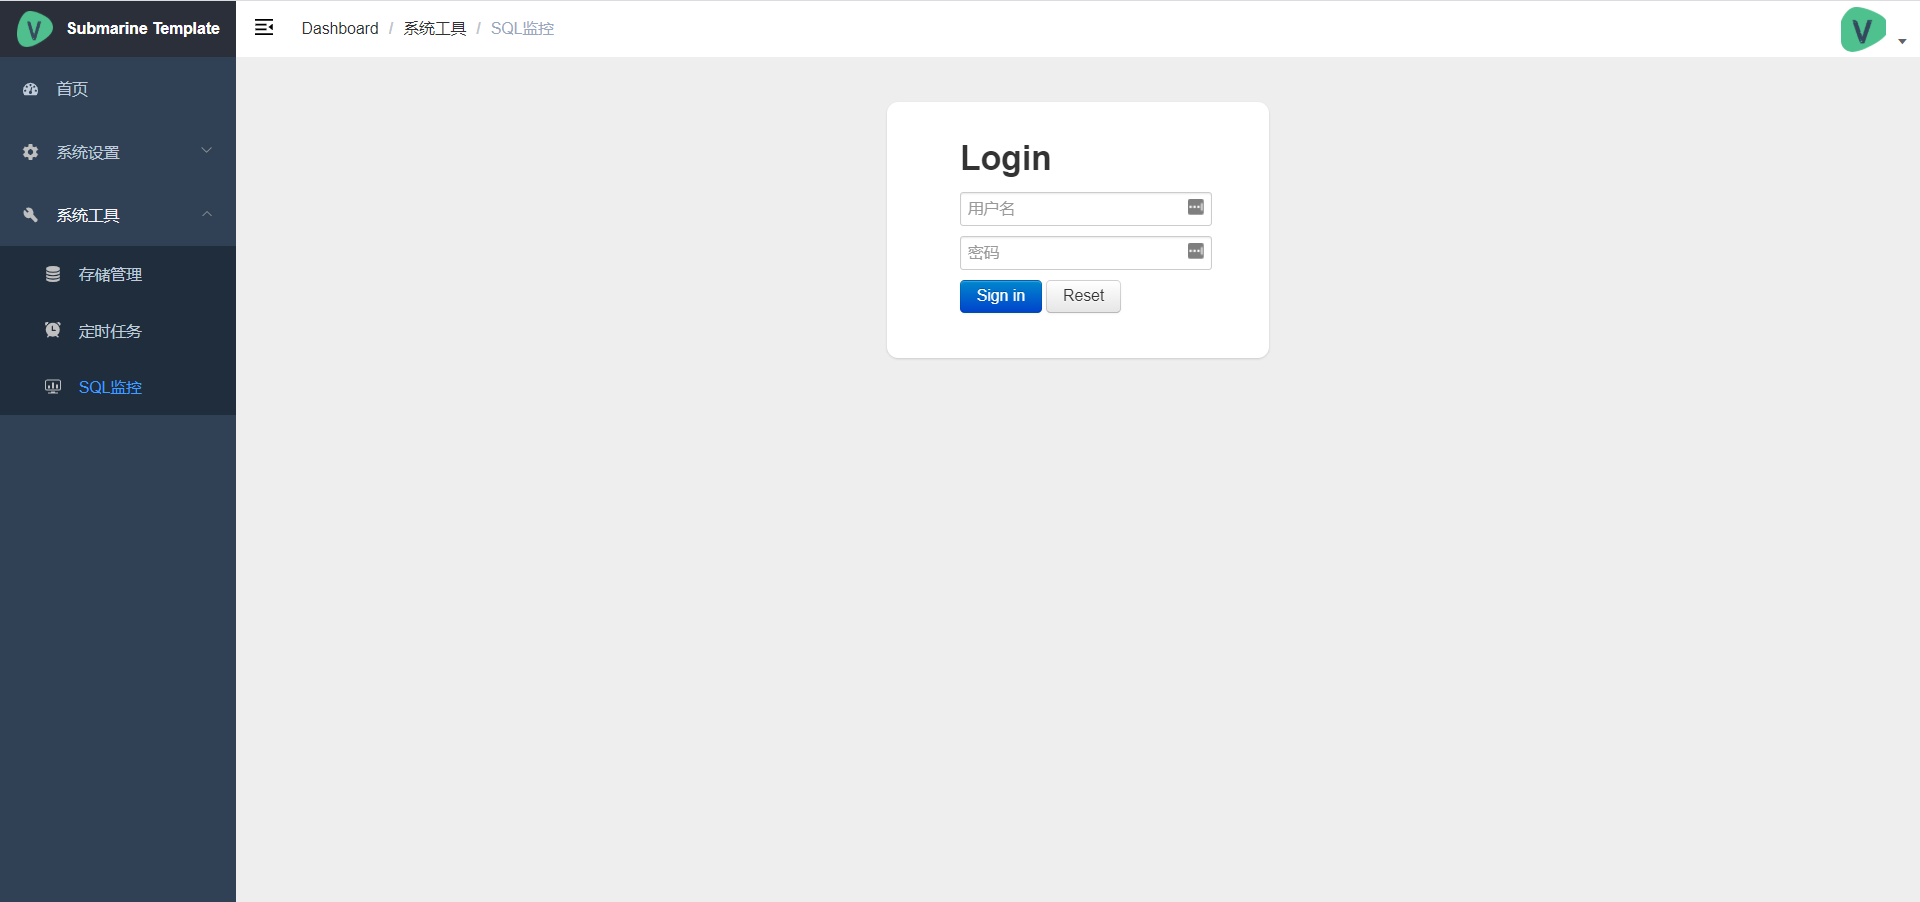 Submarine Template
Dashboard / 系统工具 / SQL监控
首页
系统设置
系统工具
存储管理
定时任务
SQL监控
Login
用户名
密码
Sign in Reset